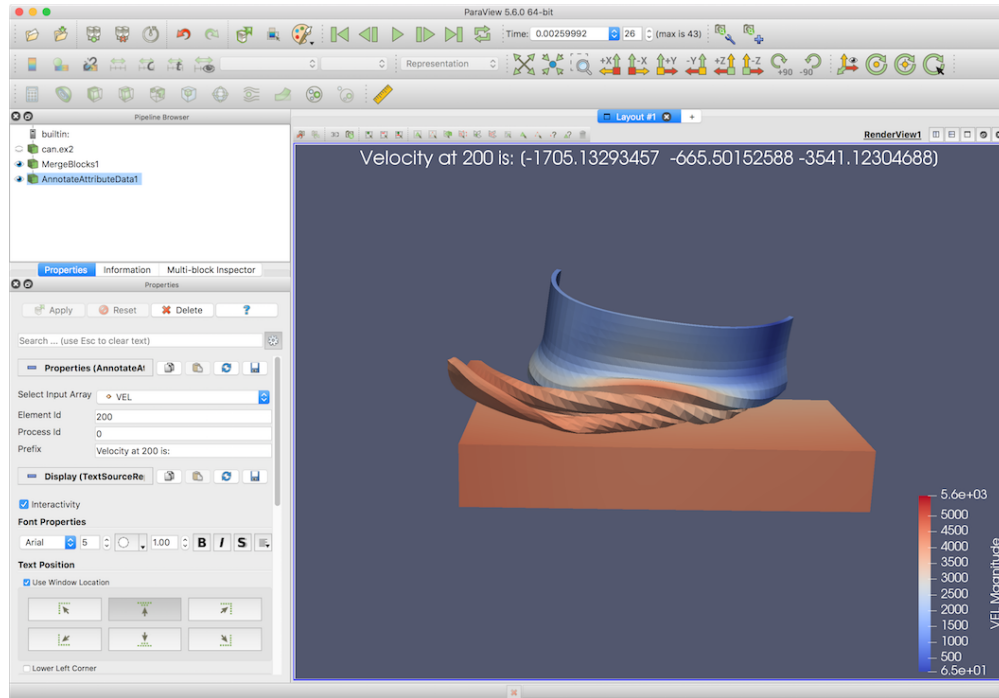 ParaView 5.6.0 64-bit
Time: 0.00259992 26 (max is 43)
Representation +X -X +Y -Y +Z -Z +90 -90
Pipeline Browser
Layout #1 +
builtin:
can.ex2
MergeBlocks1
AnnotateAttributeData1
3D RenderView1
Velocity at 200 is: (-1705.13293457 -665.50152588 -3541.12304688)
Properties Information Multi-block Inspector
Properties
Apply Reset Delete ?
Search ... (use Esc to clear text)
Properties (AnnotateAt
Select Input Array VEL
Element Id 200
Process Id 0
Prefix Velocity at 200 is:
Display (TextSourceRe
Interactivity
Font Properties
Arial 5 1.00 B I S
Text Position
Use Window Location
Lower Left Corner
5.6e+03
5000
4500
4000
3500
3000
2500
2000
1500
1000
500
6.5e+01
VEL Magnitude